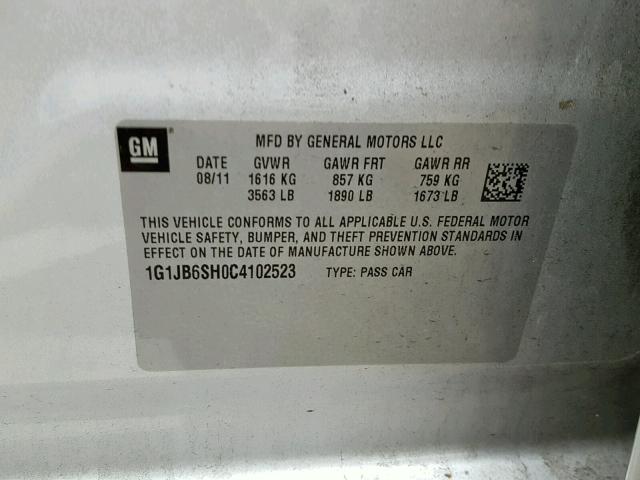 GM
MFD BY GENERAL MOTORS LLC
DATE GVWR GAWR FRT GAWR RR
08/11 1616 KG 857 KG 759 KG
3563 LB 1890 LB 1673 LB
THIS VEHICLE CONFORMS TO ALL APPLICABLE U.S. FEDERAL MOTOR
VEHICLE SAFETY, BUMPER, AND THEFT PREVENTION STANDARDS IN
EFFECT ON THE DATE OF MANUFACTURE SHOWN ABOVE.
1G1JB6SH0C4102523 TYPE: PASS CAR